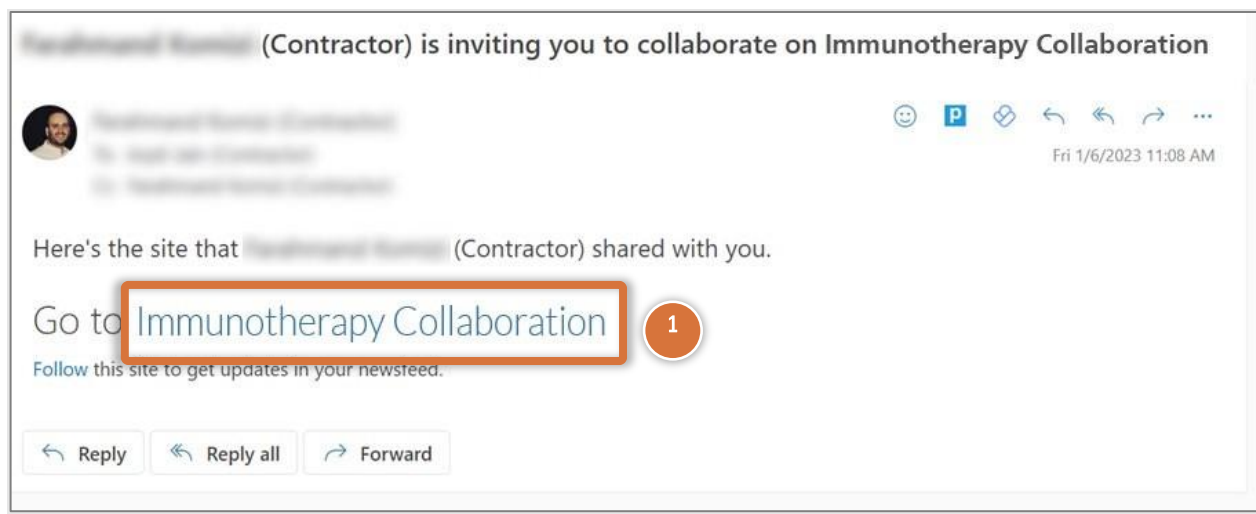 (Contractor) is inviting you to collaborate on Immunotherapy Collaboration
p
Fri 1/6/2023 11:08 AM
Here's the site that (Contractor) shared with you.
Go to Immunotherapy Collaboration
1
Follow this site to get updates in your newsfeed.
Reply Reply all Forward